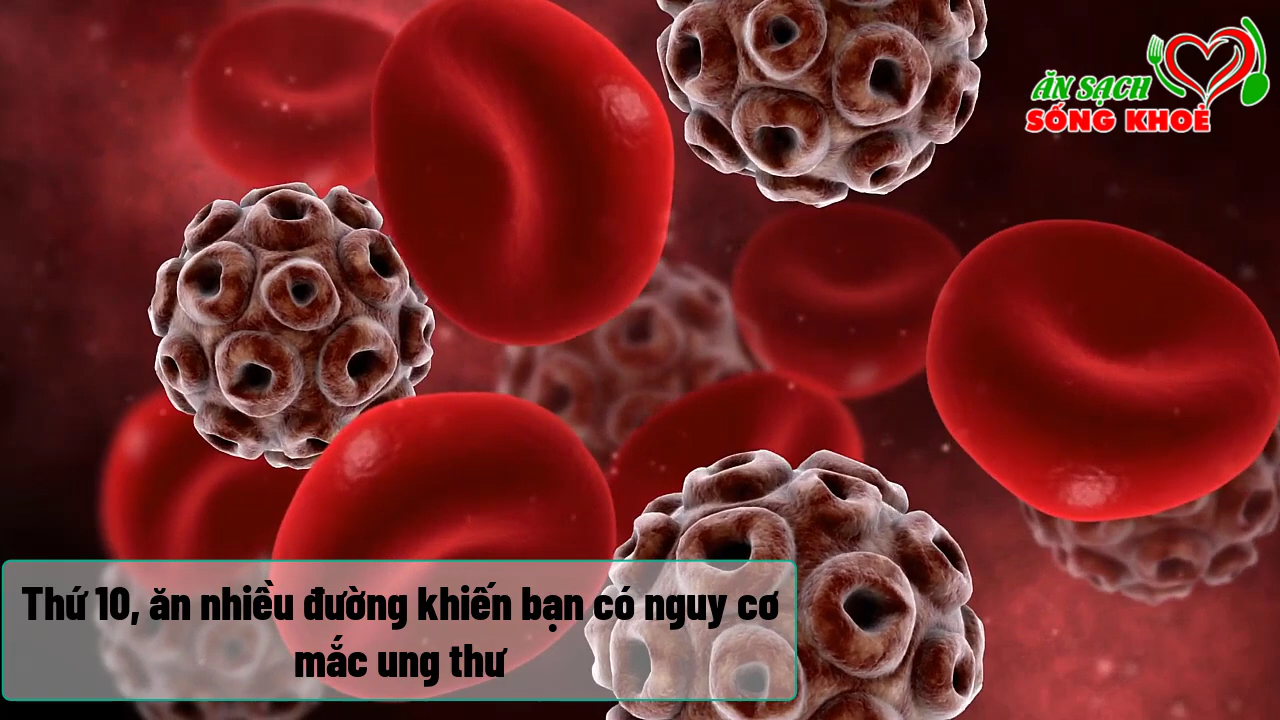 ĂN SẠCH
SỐNG KHOẺ
Thứ 10, ăn nhiều đường khiến bạn có nguy cơ
mắc ung thư